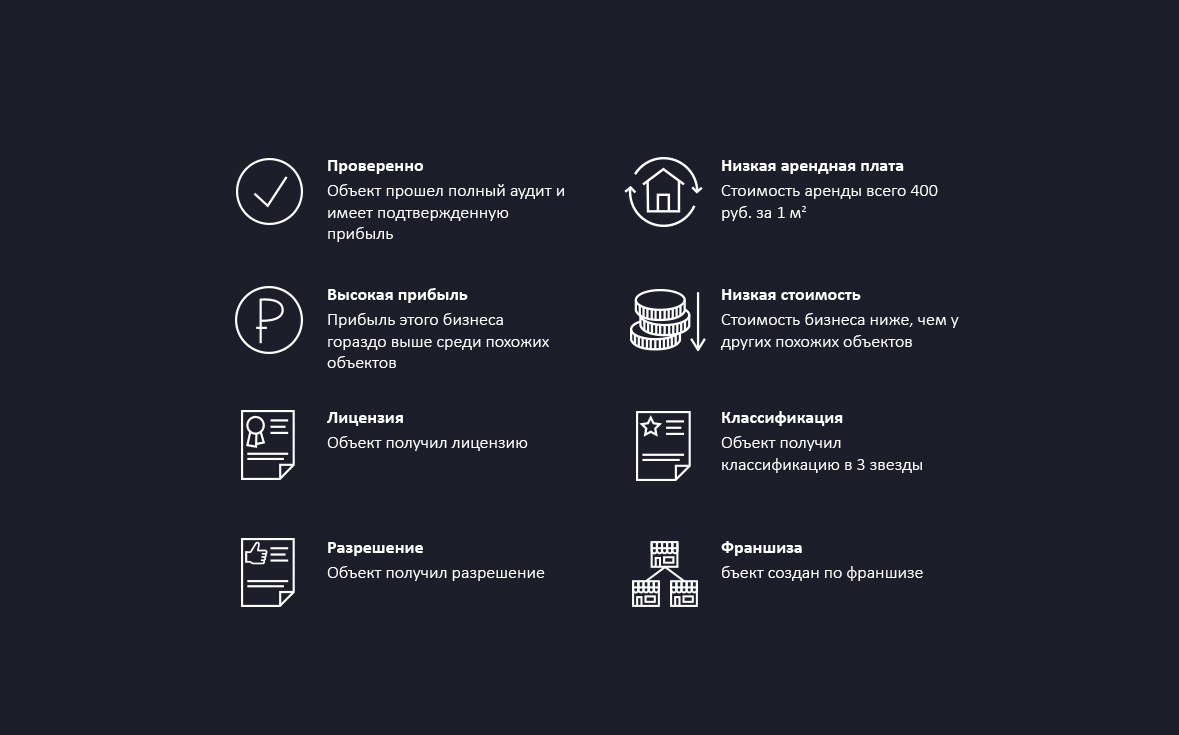 Проверенно
Объект прошел полный аудит и
имеет подтвержденную
прибыль
Низкая арендная плата
Стоимость аренды всего 400
руб. за 1 м²
Высокая прибыль
Прибыль этого бизнеса
гораздо выше среди похожих
объектов
Низкая стоимость
Стоимость бизнеса ниже, чем у
других похожих объектов
Лицензия
Объект получил лицензию
Классификация
Объект получил
классификацию в 3 звезды
Разрешение
Объект получил разрешение
Франшиза
бъект создан по франшизе